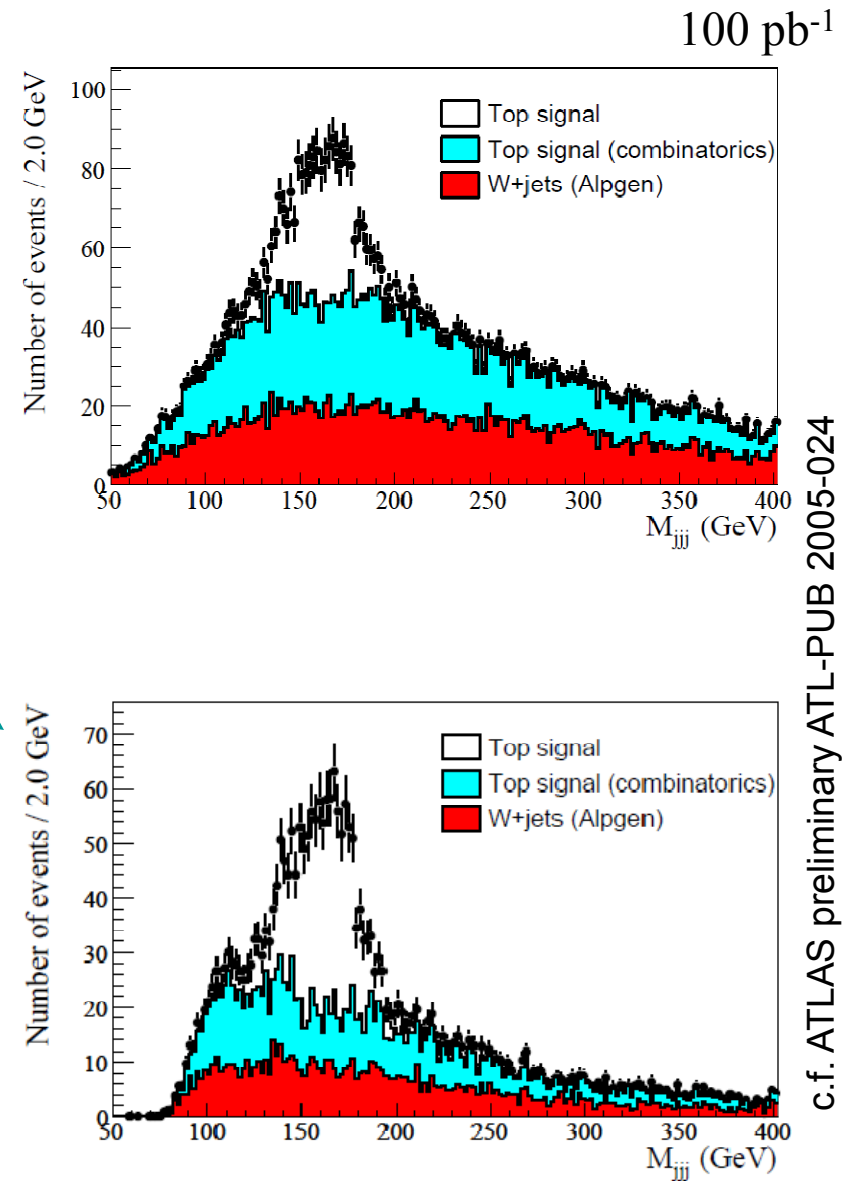 100 pb-1
Number of events / 2.0 GeV
100
80
60
40
20
0
Top signal
Top signal (combinatorics)
W+jets (Alpgen)
50 100 150 200 250 300 350 400
Mjjj (GeV)
Number of events / 2.0 GeV
70
60
50
40
30
20
10
0
Top signal
Top signal (combinatorics)
W+jets (Alpgen)
50 100 150 200 250 300 350 400
Mjjj (GeV)
c.f. ATLAS preliminary ATL-PUB 2005-024